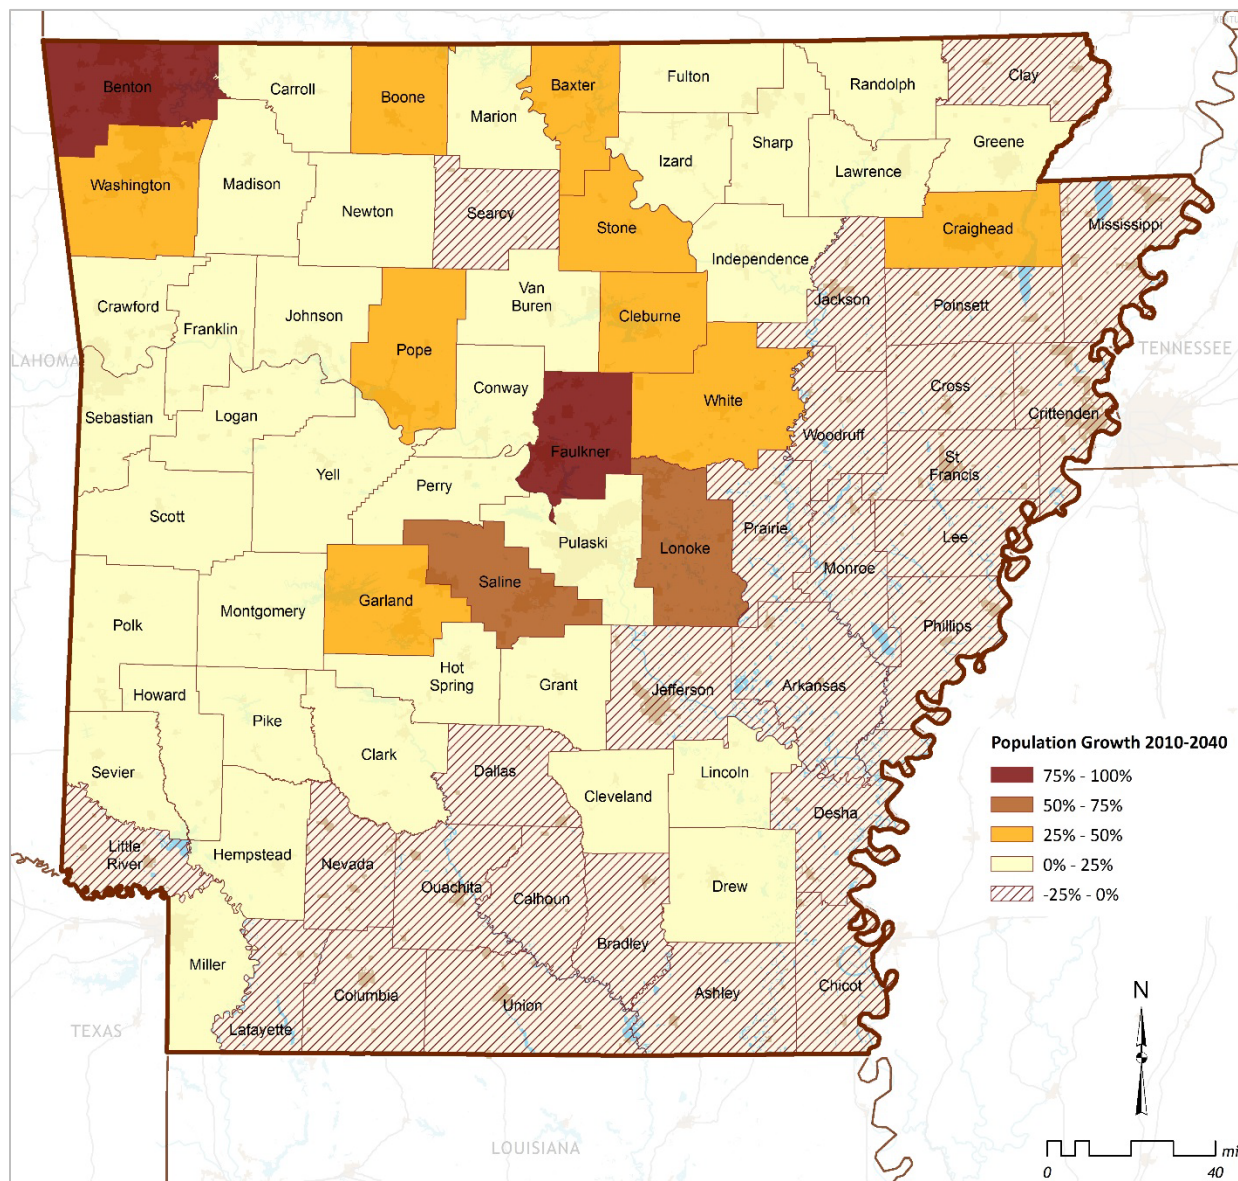 Benton
Carroll
Boone
Marion
Baxter
Fulton
Randolph
Clay
Washington
Madison
Newton
Searcy
Stone
Izard
Sharp
Lawrence
Greene
Craighead
Mississippi
Crawford
Franklin
Johnson
Pope
Van
Buren
Cleburne
Independence
Jackson
Poinsett
LAHOMA
TENNESSEE
Sebastian
Logan
Conway
Faulkner
White
Woodruff
Cross
Crittenden
St
Francis
Scott
Yell
Perry
Pulaski
Lonoke
Prairie
Monroe
Lee
Saline
Garland
Montgomery
Polk
Phillips
Howard
Pike
Hot
Spring
Grant
Jefferson
Arkansas
Sevier
Clark
Dallas
Cleveland
Lincoln
Desha
Little
River
Hempstead
Nevada
Ouachita
Calhoun
Bradley
Drew
Miller
Lafayette
Columbia
Union
Ashley
Chicot
TEXAS
LOUISIANA
Population Growth 2010-2040
75% - 100%
50% - 75%
25% - 50%
0% - 25%
-25% - 0%
N
mi
0 40